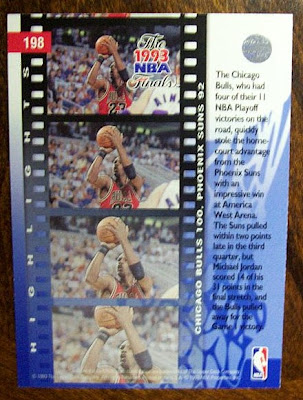 198
The
1993
NBA
Finals
HIGHLIGHTS
CHICAGO BULLS 100, PHOENIX SUNS 92
The Chicago
Bulls, who had
four of their 11
NBA Playoff
victories on the
road, quickly
stole the home-
court advantage
from the
Phoenix Suns
with an
impressive win
at America
West Arena.
The Suns pulled
within two points
late in the third
quarter, but
Michael Jordan
scored 14 of his
31 points in the
final stretch, and
the Bulls pulled
away for the
Game 1 victory.
NBA